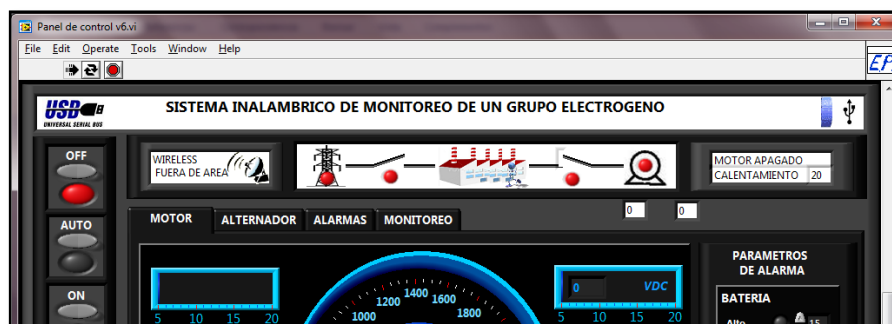 Panel de control v6.vi
File Edit Operate Tools Window Help
E.P.
USB
UNIVERSAL SERIAL BUS
SISTEMA INALAMBRICO DE MONITOREO DE UN GRUPO ELECTROGENO
OFF
WIRELESS
FUERA DE AREA
MOTOR APAGADO
CALENTAMIENTO 20
AUTO
MOTOR ALTERNADOR ALARMAS MONITOREO
0 0
PARAMETROS
DE ALARMA
ON
BATERIA
1000 1200 1400 1600 1800
0 VDC
5 10 15 20
5 10 15 20
Alto 15